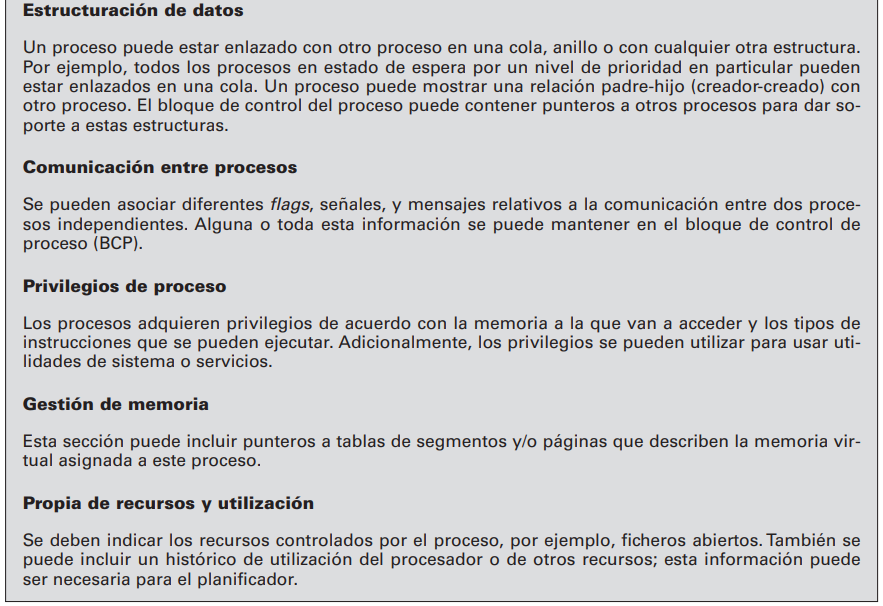 Estructuración de datos
Un proceso puede estar enlazado con otro proceso en una cola, anillo o con cualquier otra estructura.
Por ejemplo, todos los procesos en estado de espera por un nivel de prioridad en particular pueden
estar enlazados en una cola. Un proceso puede mostrar una relación padre-hijo (creador-creado) con
otro proceso. El bloque de control del proceso puede contener punteros a otros procesos para dar so-
porte a estas estructuras.
Comunicación entre procesos
Se pueden asociar diferentes flags, señales, y mensajes relativos a la comunicación entre dos proce-
sos independientes. Alguna o toda esta información se puede mantener en el bloque de control de
proceso (BCP).
Privilegios de proceso
Los procesos adquieren privilegios de acuerdo con la memoria a la que van a acceder y los tipos de
instrucciones que se pueden ejecutar. Adicionalmente, los privilegios se pueden utilizar para usar uti-
lidades de sistema o servicios.
Gestión de memoria
Esta sección puede incluir punteros a tablas de segmentos y/o páginas que describen la memoria vir-
tual asignada a este proceso.
Propia de recursos y utilización
Se deben indicar los recursos controlados por el proceso, por ejemplo, ficheros abiertos. También se
puede incluir un histórico de utilización del procesador o de otros recursos; esta información puede
ser necesaria para el planificador.